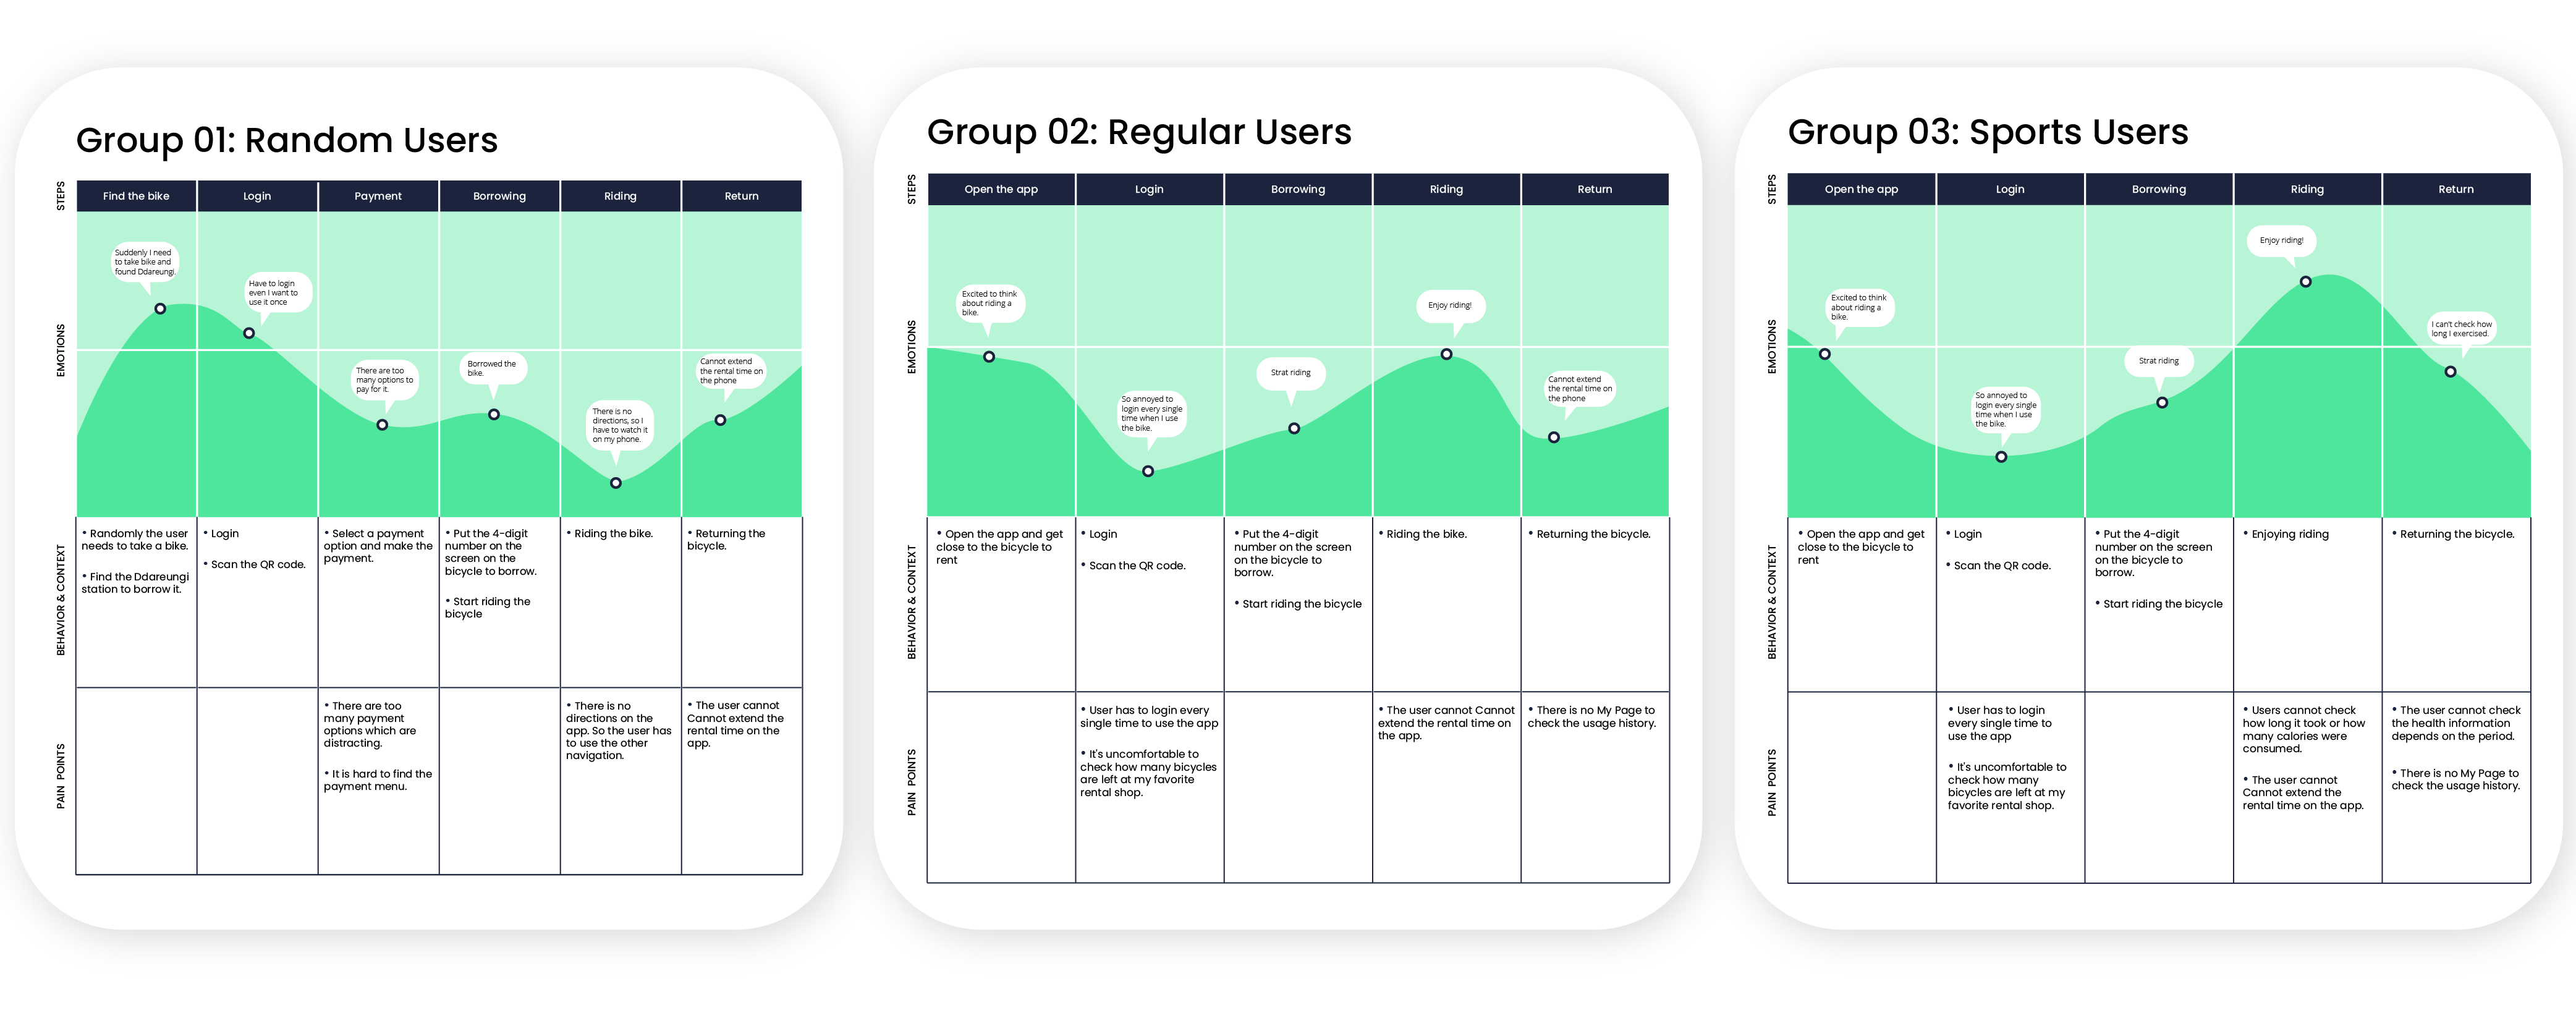 Group 01: Random Users
STEPS
Find the bike
Login
Payment
Borrowing
Riding
Return
EMOTIONS
Suddenly I need
to take bike and
found Ddareungi.
Have to login
even I want to
use it once
There are too
many options to
pay for it.
Borrowed the
bike.
There is no
directions, so I
have to watch it
on my phone.
Cannot extend
the rental time on
the phone
BEHAVIOR & CONTEXT
• Randomly the user
needs to take a bike.
• Find the Ddareungi
station to borrow it.
• Login
• Scan the QR code.
• Select a payment
option and make the
payment.
• Put the 4-digit
number on the
screen on the
bicycle to borrow.
• Start riding the
bicycle
• Riding the bike.
• Returning the
bicycle.
PAIN POINTS
• There are too
many payment
options which are
distracting.
• It is hard to find the
payment menu.
• There is no
directions on the
app. So the user has
to use the other
navigation.
• The user cannot
Cannot extend the
rental time on the
app.
Group 02: Regular Users
STEPS
Open the app
Login
Borrowing
Riding
Return
EMOTIONS
Excited to think
about riding a
bike.
So annoyed to
login every single
time when I use
the bike.
Strat riding
Enjoy riding!
Cannot extend
the rental time on
the phone
BEHAVIOR & CONTEXT
• Open the app and get
close to the bicycle to
rent
• Login
• Scan the QR code.
• Put the 4-digit
number on the screen
on the bicycle to
borrow.
• Start riding the bicycle
• Riding the bike.
• Returning the bicycle.
PAIN POINTS
• User has to login every
single time to use the app
• It's uncomfortable to
check how many bicycles
are left at my favorite
rental shop.
• The user cannot Cannot
extend the rental time on
the app.
• There is no My Page to
check the usage history.
Group 03: Sports Users
STEPS
Open the app
Login
Borrowing
Riding
Return
EMOTIONS
Excited to think
about riding a
bike.
So annoyed to
login every single
time when I use
the bike.
Strat riding
Enjoy riding!
I can't check how
long I exercised.
BEHAVIOR & CONTEXT
• Open the app and get
close to the bicycle to
rent
• Login
• Scan the QR code.
• Put the 4-digit
number on the screen
on the bicycle to
borrow.
• Start riding the bicycle
• Enjoying riding
• Returning the bicycle.
PAIN POINTS
• User has to login
every single time to
use the app
• It's uncomfortable to
check how many
bicycles are left at my
favorite rental shop.
• Users cannot check
how long it took or how
many calories were
consumed.
• The user cannot
Cannot extend the
rental time on the app.
• The user cannot check
the health information
depends on the period.
• There is no My Page to
check the usage history.